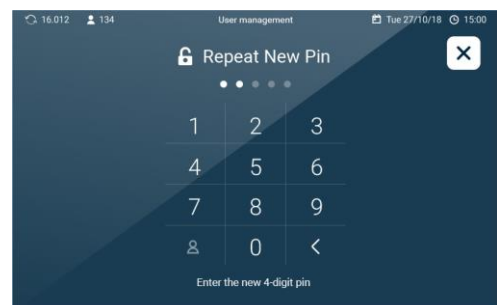 16.012 134 User management Tue 27/10/18 15:00
Repeat New Pin
1 2 3
4 5 6
7 8 9
0 <
Enter the new 4-digit pin